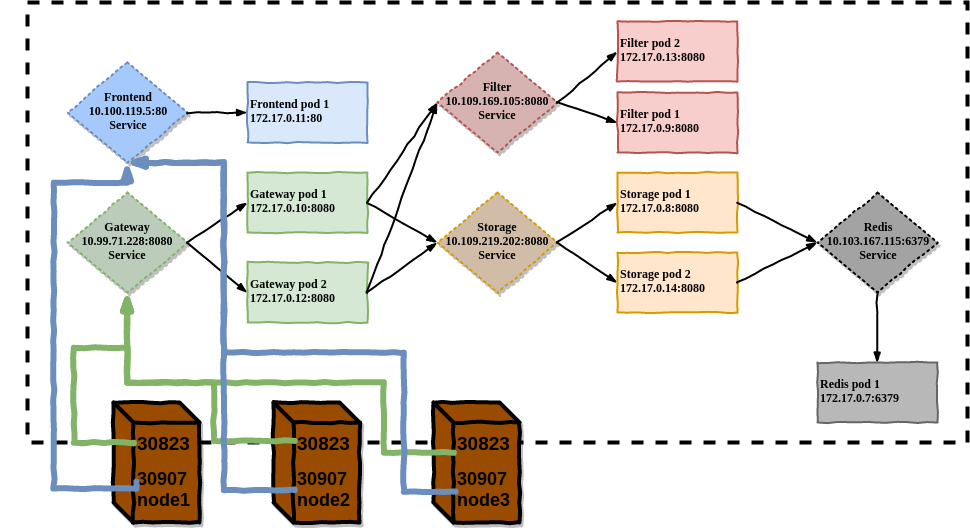 Frontend
10.100.119.5:80
Service
Frontend pod 1
172.17.0.11:80
Filter
10.109.169.105:8080
Service
Filter pod 2
172.17.0.13:8080
Filter pod 1
172.17.0.9:8080
Gateway
10.99.71.228:8080
Service
Gateway pod 1
172.17.0.10:8080
Gateway pod 2
172.17.0.12:8080
Storage
10.109.219.202:8080
Service
Storage pod 1
172.17.0.8:8080
Storage pod 2
172.17.0.14:8080
Redis
10.103.167.115:6379
Service
Redis pod 1
172.17.0.7:6379
30823
30907
node1
30823
30907
node2
30823
30907
node3